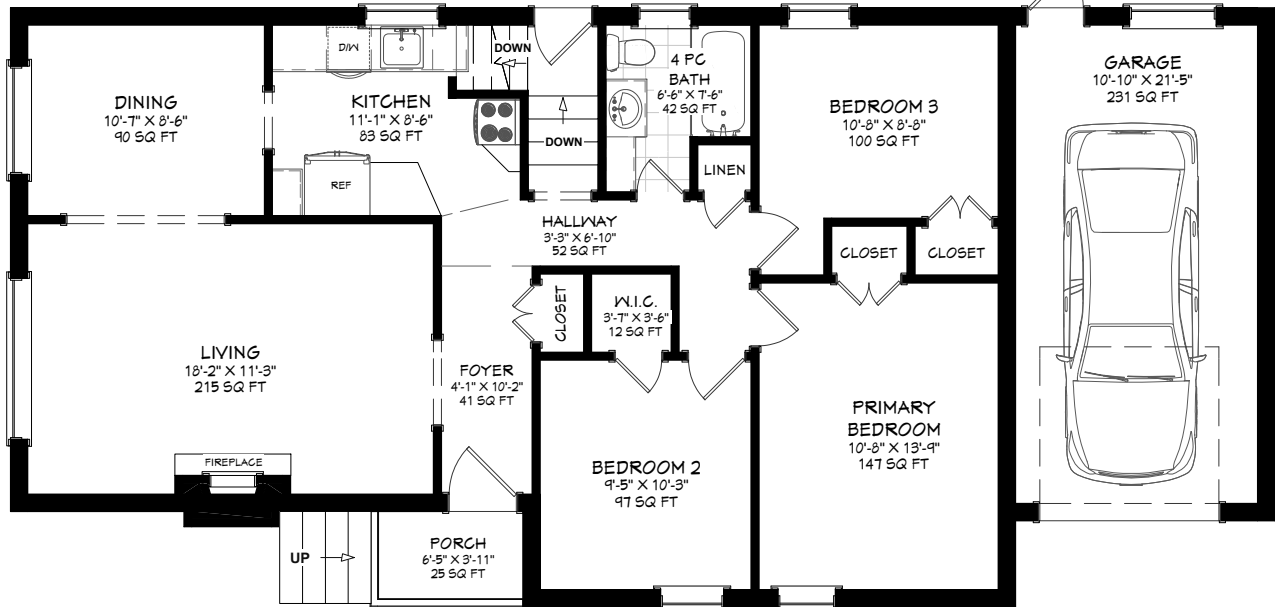 DINING
10'-7" X 8'-6"
90 SQ FT
D/W
KITCHEN
11'-1" X 8'-6"
83 SQ FT
REF
DOWN
DOWN
4 PC
BATH
6'-6" X 7'-6"
42 SQ FT
LINEN
BEDROOM 3
10'-8" X 8'-8"
100 SQ FT
GARAGE
10'-10" X 21'-5"
231 SQ FT
HALLWAY
3'-3" X 6'-10"
52 SQ FT
CLOSET
CLOSET
CLOSET
W.I.C.
3'-7" X 3'-6"
12 SQ FT
LIVING
18'-2" X 11'-3"
215 SQ FT
FOYER
4'-1" X 10'-2"
41 SQ FT
PRIMARY
BEDROOM
10'-8" X 13'-9"
147 SQ FT
FIREPLACE
BEDROOM 2
9'-5" X 10'-3"
97 SQ FT
UP
PORCH
6'-5" X 3'-11"
25 SQ FT